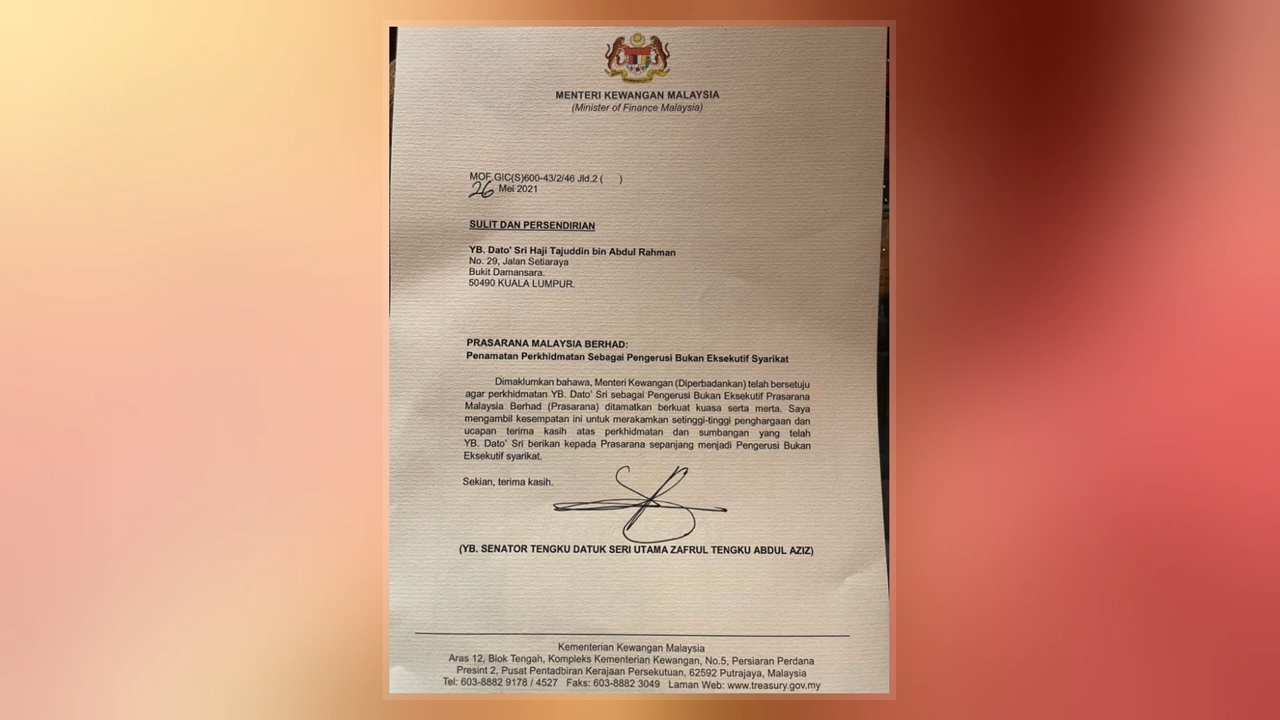 MENTERI KEWANGAN MALAYSIA
(Minister of Finance Malaysia)
MOF.GIC(S)600-43/2/46 Jld.2 ( )
26 Mei 2021
SULIT DAN PERSENDIRIAN
YB. Dato' Sri Haji Tajuddin bin Abdul Rahman
No. 29, Jalan Setiaraya
Bukit Damansara.
50490 KUALA LUMPUR.
PRASARANA MALAYSIA BERHAD:
Penamatan Perkhidmatan Sebagai Pengerusi Bukan Eksekutif Syarikat
Dimaklumkan bahawa, Menteri Kewangan (Diperbadankan) telah bersetuju
agar perkhidmatan YB. Dato' Sri sebagai Pengerusi Bukan Eksekutif Prasarana
Malaysia Berhad (Prasarana) ditamatkan berkuat kuasa serta merta. Saya
mengambil kesempatan ini untuk merakamkan setinggi-tinggi penghargaan dan
ucapan terima kasih atas perkhidmatan dan sumbangan yang telah
YB. Dato' Sri berikan kepada Prasarana sepanjang menjadi Pengerusi Bukan
Eksekutif syarikat.
Sekian, terima kasih.
(YB. SENATOR TENGKU DATUK SERI UTAMA ZAFRUL TENGKU ABDUL AZIZ)
Kementerian Kewangan Malaysia
Aras 12, Blok Tengah, Kompleks Kementerian Kewangan, No.5, Persiaran Perdana
Presint 2, Pusat Pentadbiran Kerajaan Persekutuan, 62592 Putrajaya, Malaysia
Tel: 603-8882 9178 / 4527 Faks: 603-8882 3049 Laman Web: www.treasury.gov.my